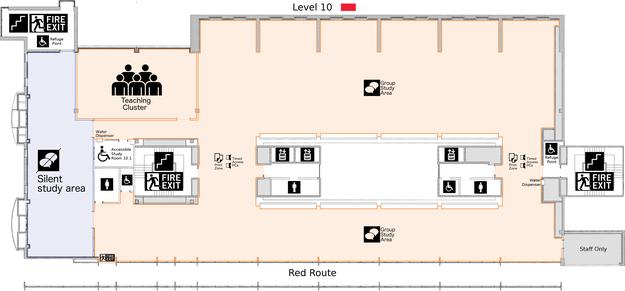 Level 10
FIRE
EXIT
Refuge
Point
Teaching
Cluster
Group
Study
Area
Water
Dispenser
Accessible
Study
Room 10.1
Silent
study area
FIRE
EXIT
Print
Zone
Timed
Access
PCs
Print
Zone
Timed
Access
PCs
Refuge
Point
FIRE
EXIT
Water
Dispenser
Group
Study
Area
Staff Only
Red Route